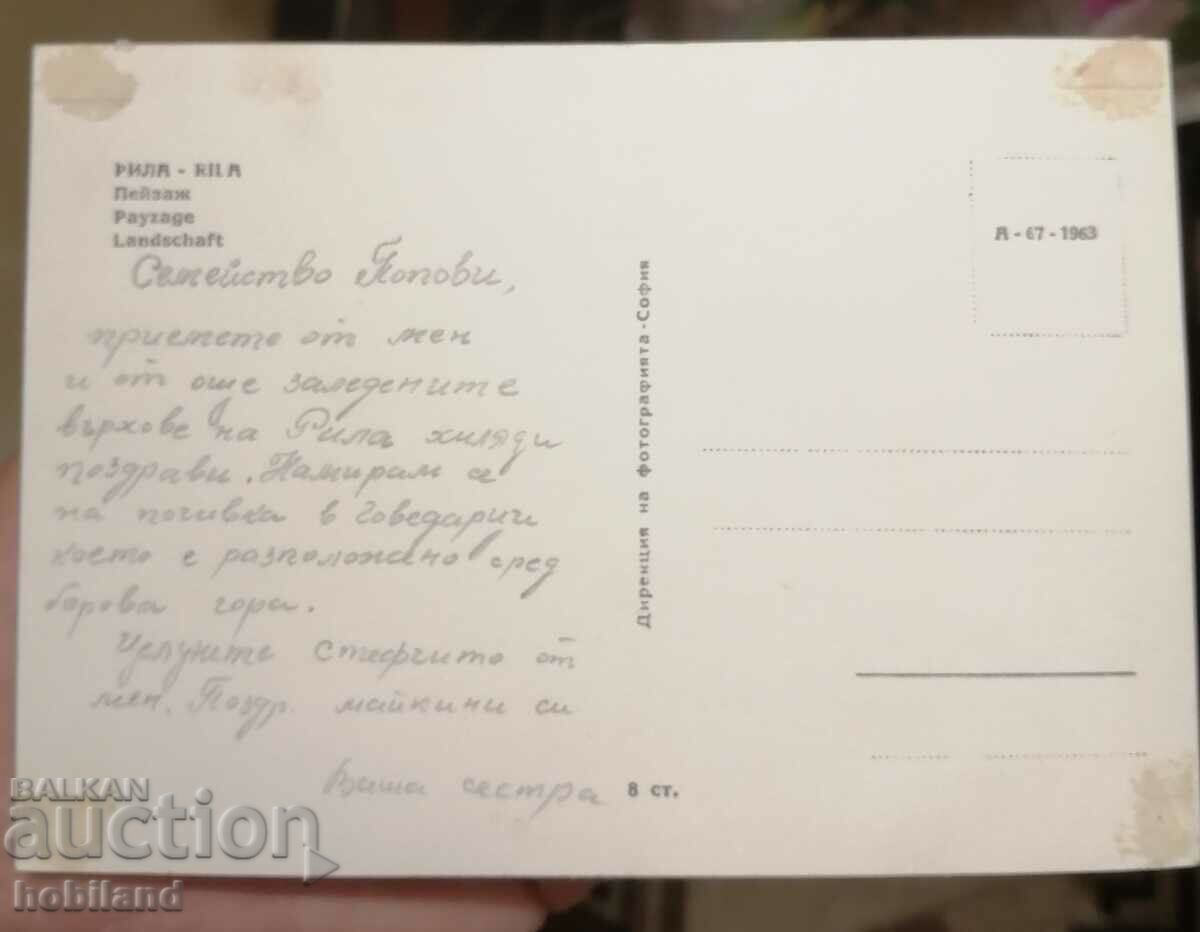 РИЛА - RILA
Пейзаж
Payzage
Landschaft
Семейство Попови,
приемете от мен
и от още заледените
върхове на Рила хиляди
поздрави. Намирам се
на почивка в Говедарци
което е разположено сред
борова гора.
Целунете Стефчито от
мен. Поздр. майкини си
Ваша сестра
8 ст.
Дирекция на фотографията - София
А - 67 - 1963
BALKAN
auction
hobiland